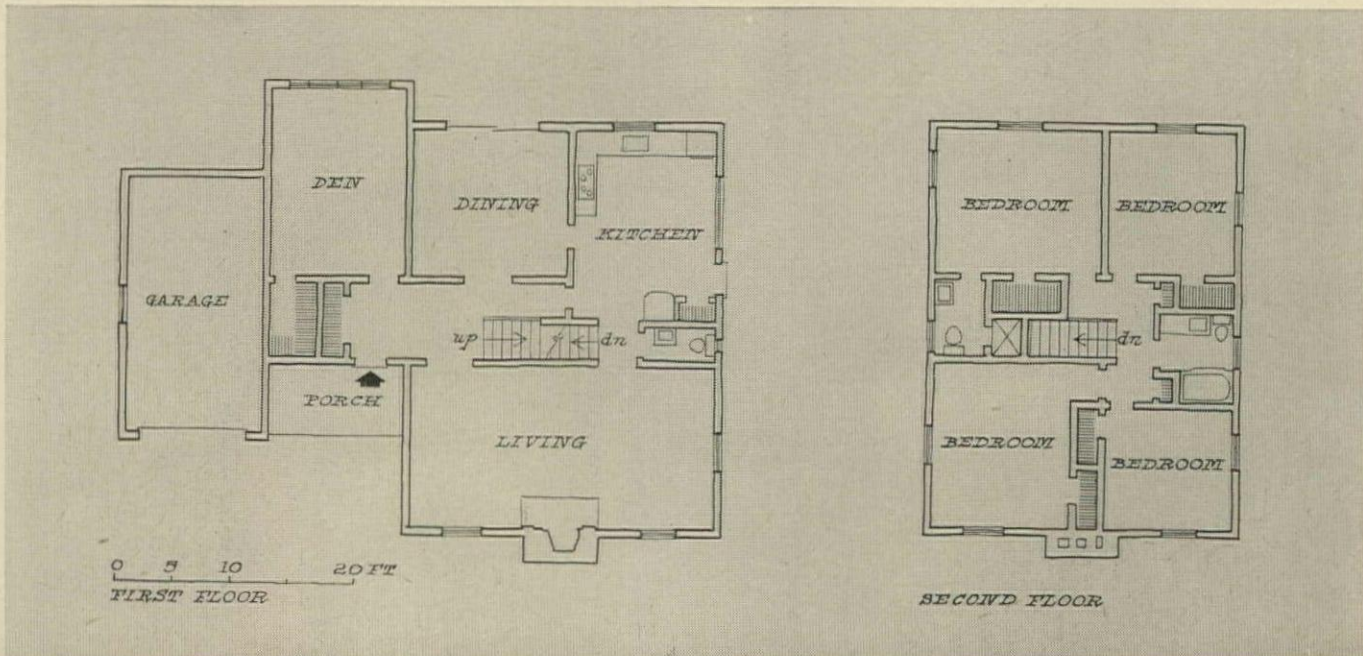 DEN
DINING
KITCHEN
GARAGE
up
dn
PORCH
LIVING
0 5 10 20 FT
FIRST FLOOR
BEDROOM
BEDROOM
dn
BEDROOM
BEDROOM
SECOND FLOOR